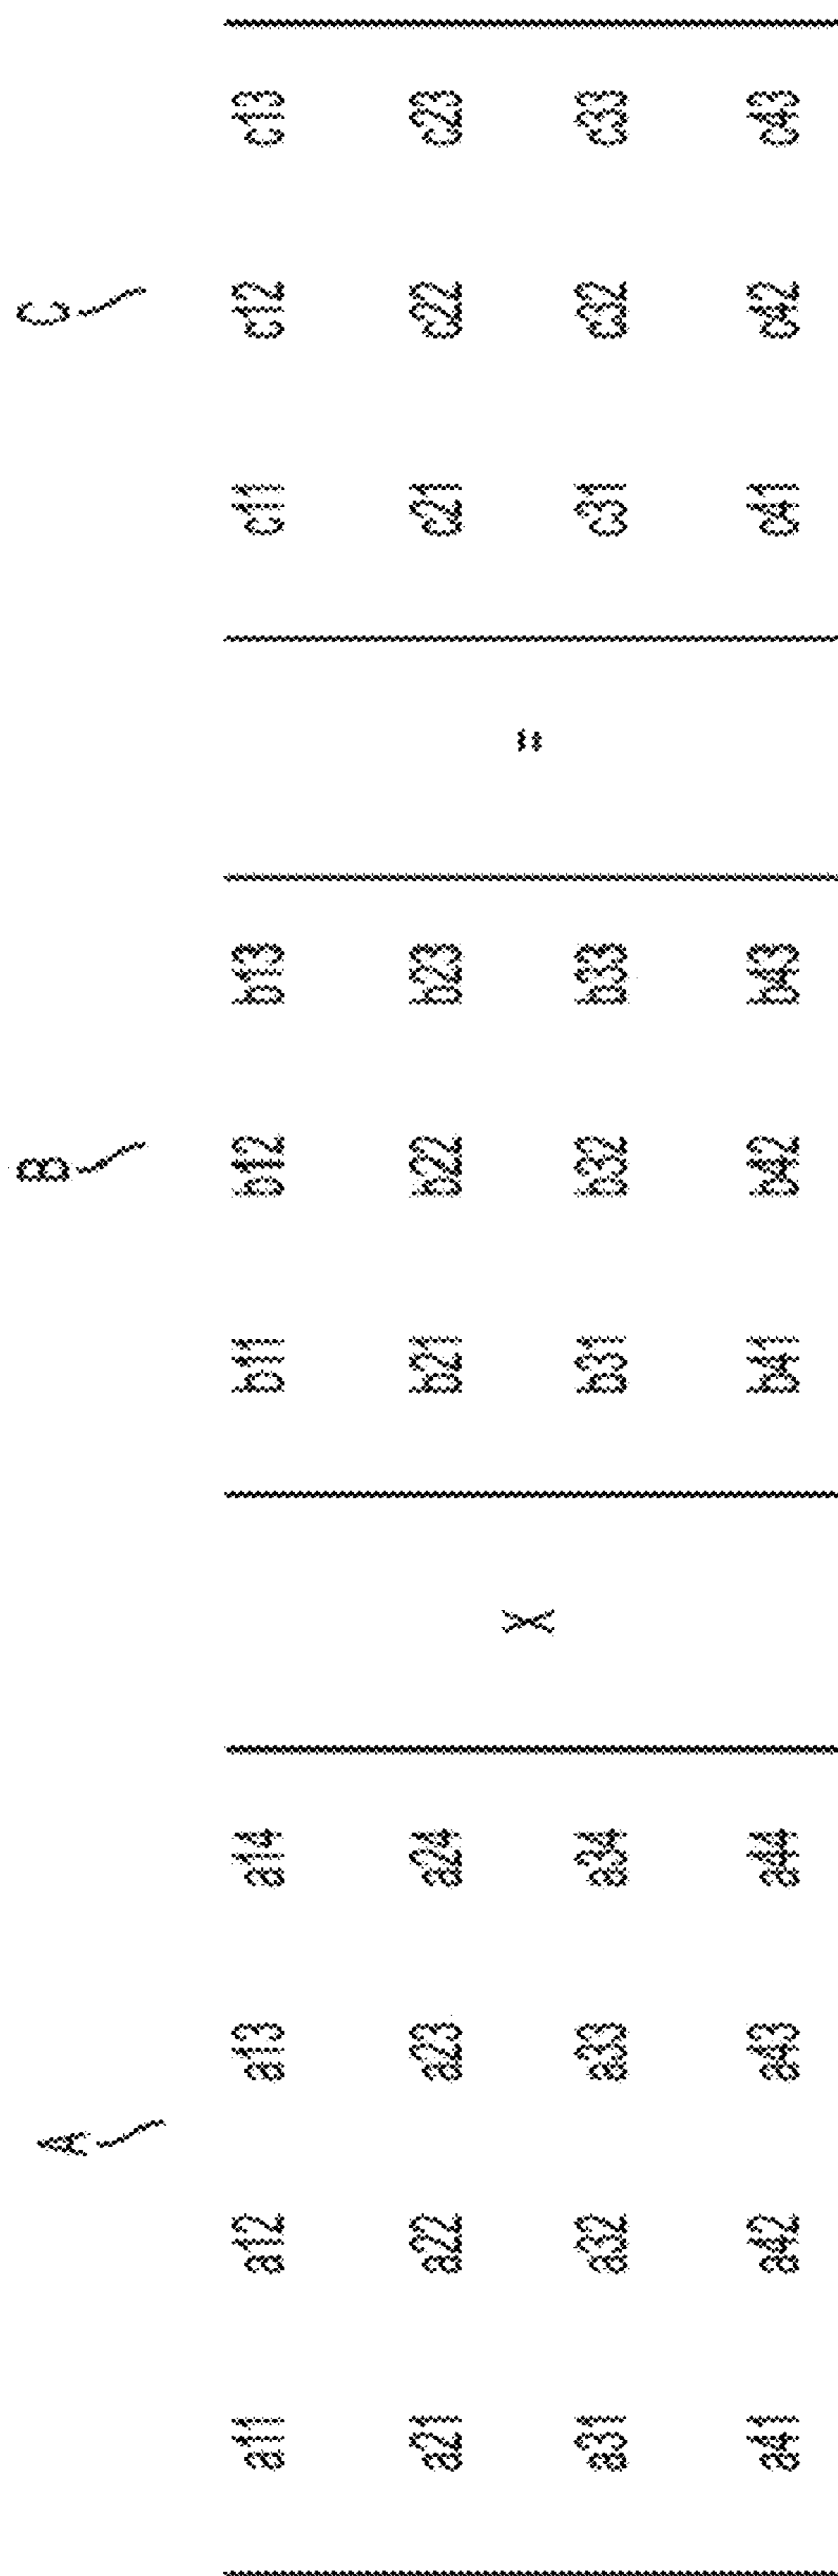 A B C
a11 a12 a13 a14 X b11 b12 b13 = c11 c12 c13
a21 a22 a23 a24 b21 b22 b23 c21 c22 c23
a31 a32 a33 a34 b31 b32 b33 c31 c32 c33
a41 a42 a43 a44 b41 b42 b43 c41 c42 c43